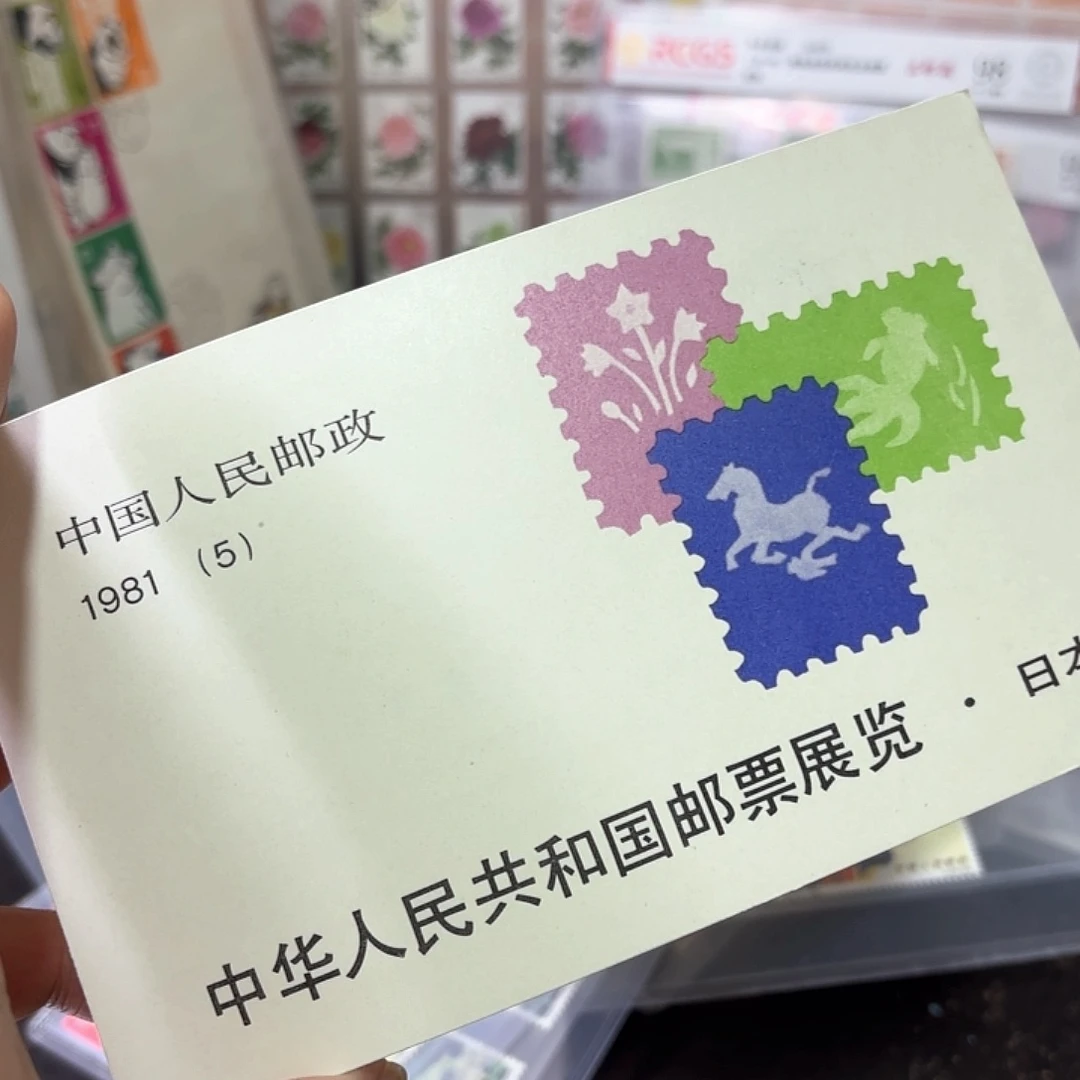 中国人民邮政
1981 (5)
中华人民共和国邮票展览 · 日本